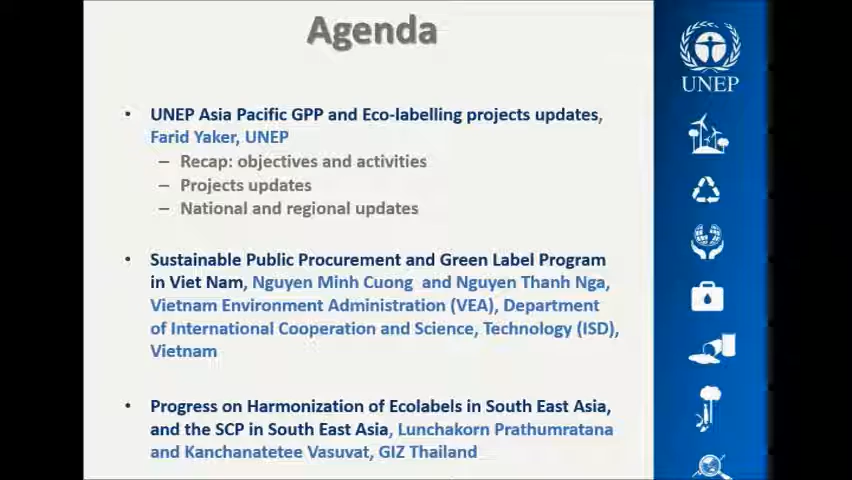 Agenda
UNEP
• UNEP Asia Pacific GPP and Eco-labelling projects updates,
Farid Yaker, UNEP
– Recap: objectives and activities
– Projects updates
– National and regional updates
• Sustainable Public Procurement and Green Label Program
in Viet Nam, Nguyen Minh Cuong and Nguyen Thanh Nga,
Vietnam Environment Administration (VEA), Department
of International Cooperation and Science, Technology (ISD),
Vietnam
• Progress on Harmonization of Ecolabels in South East Asia,
and the SCP in South East Asia, Lunchakorn Prathumratana
and Kanchanatetee Vasuvat, GIZ Thailand